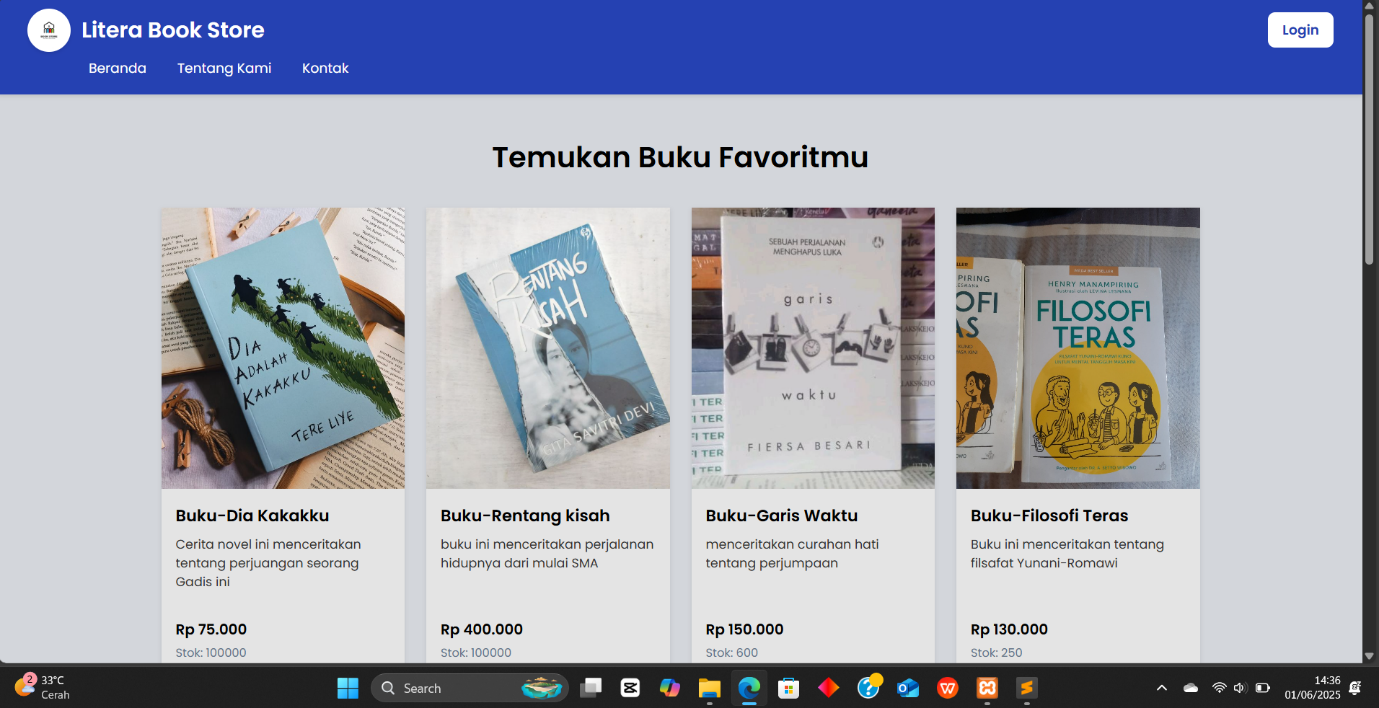 Litera Book Store
Login
Beranda
Tentang Kami
Kontak
Temukan Buku Favoritmu
DIA
ADALAH
KAKAKKU
TERE LIYE
RENTANG
KISAH
GITA SAVITRI DEVI
SEBUAH PERJALANAN
MENGHAPUS LUKA
garis
waktu
FIERSA BESARI
HENRY MANAMPIRING
FILOSOFI
TERAS
Buku-Dia Kakakku
Cerita novel ini menceritakan
tentang perjuangan seorang
Gadis ini
Rp 75.000
Stok: 100000
Buku-Rentang kisah
buku ini menceritakan perjalanan
hidupnya dari mulai SMA
Rp 400.000
Stok: 100000
Buku-Garis Waktu
menceritakan curahan hati
tentang perjumpaan
Rp 150.000
Stok: 600
Buku-Filosofi Teras
Buku ini menceritakan tentang
filsafat Yunani-Romawi
Rp 130.000
Stok: 250
2
33°C
Cerah
Search
14:36
01/06/2025